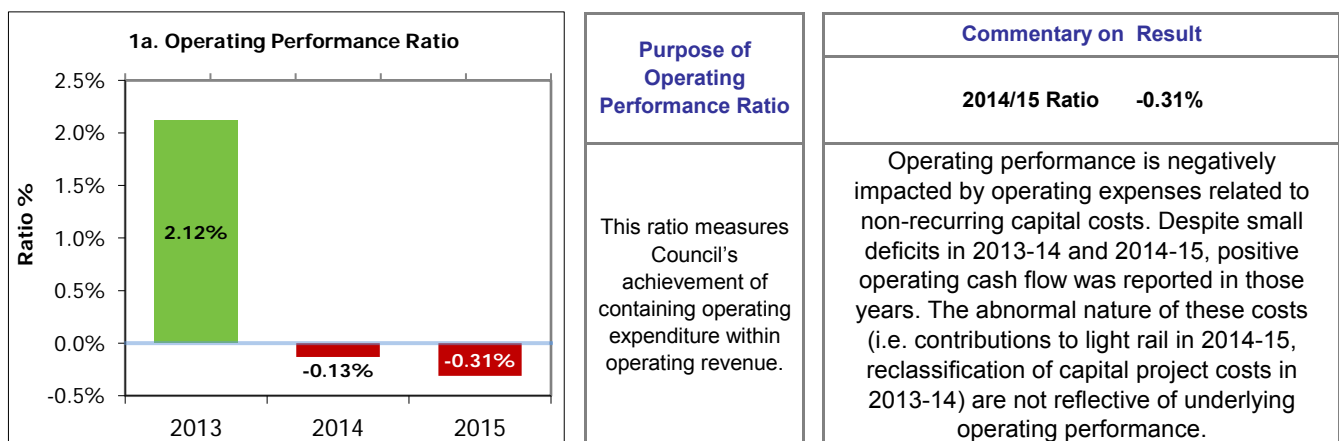 1a. Operating Performance Ratio
Ratio %
2.5%
2.0%
1.5%
1.0%
0.5%
0.0%
-0.5%
2.12%
-0.13%
-0.31%
2013 2014 2015
Purpose of
Operating
Performance Ratio
This ratio measures
Council's
achievement of
containing operating
expenditure within
operating revenue.
Commentary on Result
2014/15 Ratio -0.31%
Operating performance is negatively
impacted by operating expenses related to
non-recurring capital costs. Despite small
deficits in 2013-14 and 2014-15, positive
operating cash flow was reported in those
years. The abnormal nature of these costs
(i.e. contributions to light rail in 2014-15,
reclassification of capital project costs in
2013-14) are not reflective of underlying
operating performance.